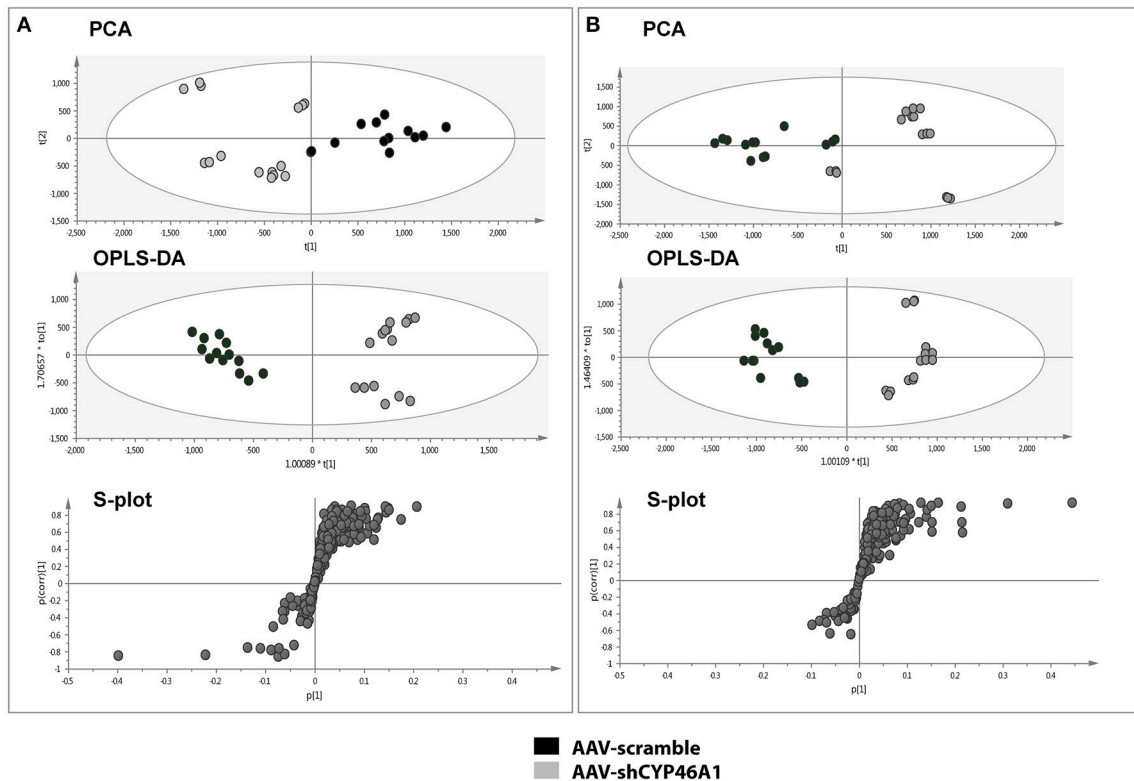 A
PCA
1,000
500
0
-500
-1,000
-1,500
t[2]
-2,500 -2,000 -1,500 -1,000 -500 0 500 1,000 1,500 2,000
t[1]
OPLS-DA
1,000
500
0
-500
-1,000
-1,500
1.70657 * to[1]
-2,000 -1,500 -1,000 -500 0 500 1,000 1,500
1.00089 * t[1]
S-plot
0.8
0.6
0.4
0.2
0
-0.2
-0.4
-0.6
-0.8
-1
p(corr)[1]
-0.5 -0.4 -0.3 -0.2 -0.1 0 0.1 0.2 0.3 0.4
p[1]
B
PCA
1,500
1,000
500
0
-500
-1,000
-1,500
-2,000
t[2]
-2,500 -2,000 -1,500 -1,000 -500 0 500 1,000 1,500 2,000
t[1]
OPLS-DA
1,000
500
0
-500
-1,000
-1,500
1.46409 * to[1]
-2,500 -2,000 -1,500 -1,000 -500 0 500 1,000 1,500 2,000
1.00109 * t[1]
S-plot
0.8
0.6
0.4
0.2
0
-0.2
-0.4
-0.6
-0.8
-1
p(corr)[1]
-0.5 -0.4 -0.3 -0.2 -0.1 0 0.1 0.2 0.3 0.4
p[1]
AAV-scramble
AAV-shCYP46A1